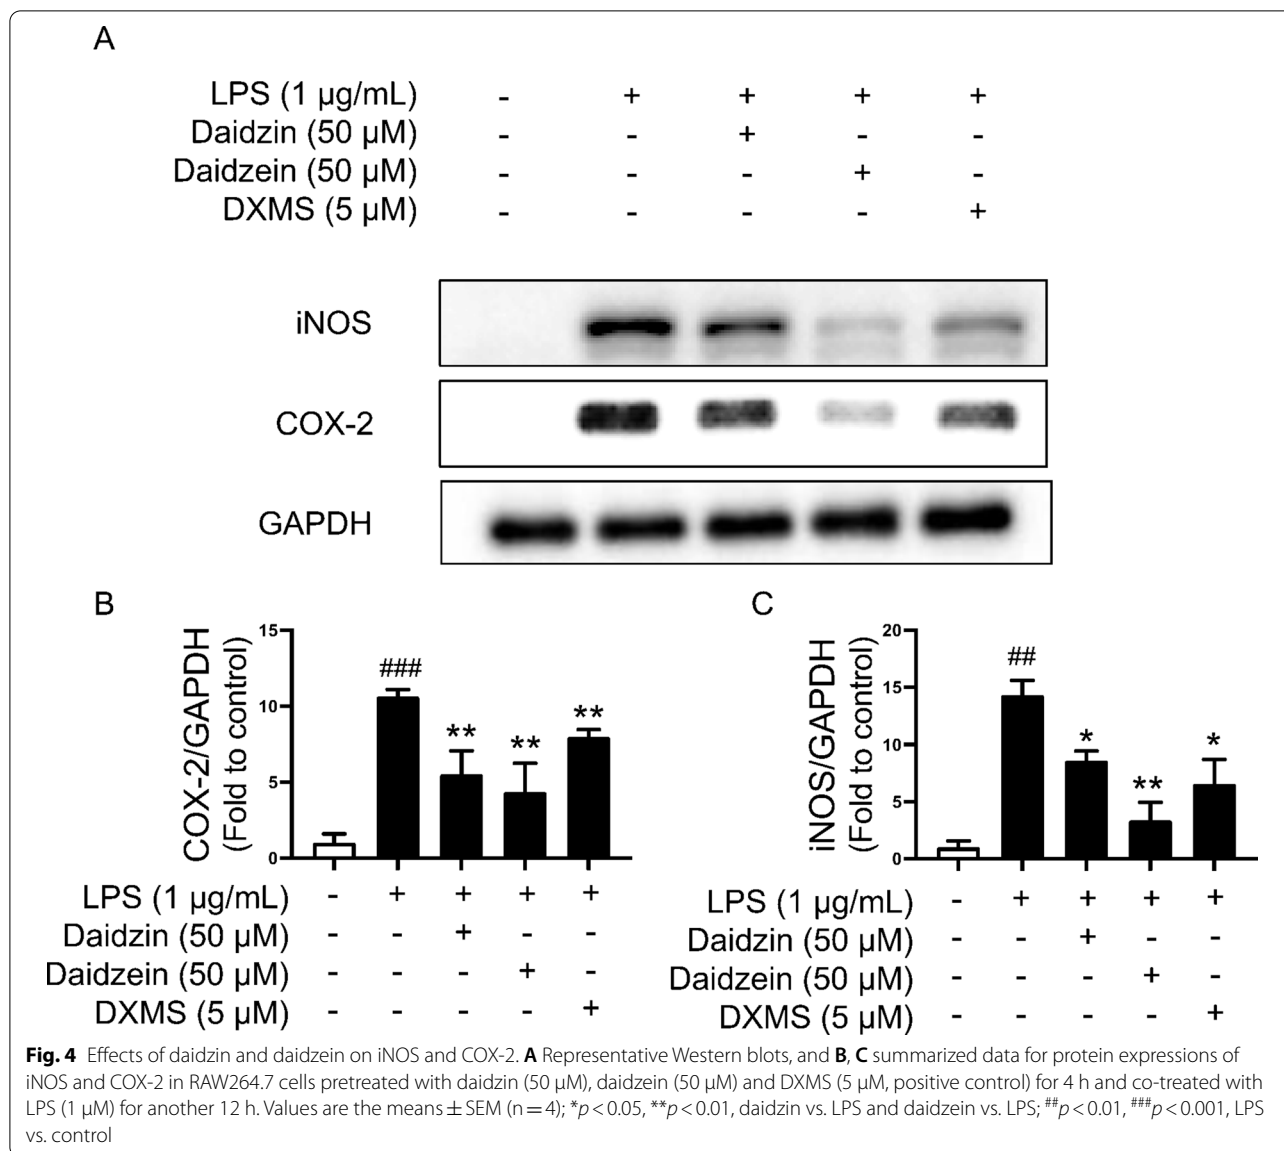 A
LPS (1 µg/mL) - + + + +
Daidzin (50 µM) - - + - -
Daidzein (50 µM) - - - + -
DXMS (5 µM) - - - - +
iNOS
COX-2
GAPDH
B
COX-2/GAPDH
(Fold to control)
15
10
5
0
###
**
**
**
LPS (1 µg/mL) - + + + +
Daidzin (50 µM) - - + - -
Daidzein (50 µM) - - - + -
DXMS (5 µM) - - - - +
C
iNOS/GAPDH
(Fold to control)
20
15
10
5
0
##
*
**
*
LPS (1 µg/mL) - + + + +
Daidzin (50 µM) - - + - -
Daidzein (50 µM) - - - + -
DXMS (5 µM) - - - - +
Fig. 4 Effects of daidzin and daidzein on iNOS and COX-2. A Representative Western blots, and B, C summarized data for protein expressions of
iNOS and COX-2 in RAW264.7 cells pretreated with daidzin (50 µM), daidzein (50 µM) and DXMS (5 µM, positive control) for 4 h and co-treated with
LPS (1 µM) for another 12 h. Values are the means ± SEM (n = 4); *p < 0.05, **p < 0.01, daidzin vs. LPS and daidzein vs. LPS; ##p < 0.01, ###p < 0.001, LPS
vs. control